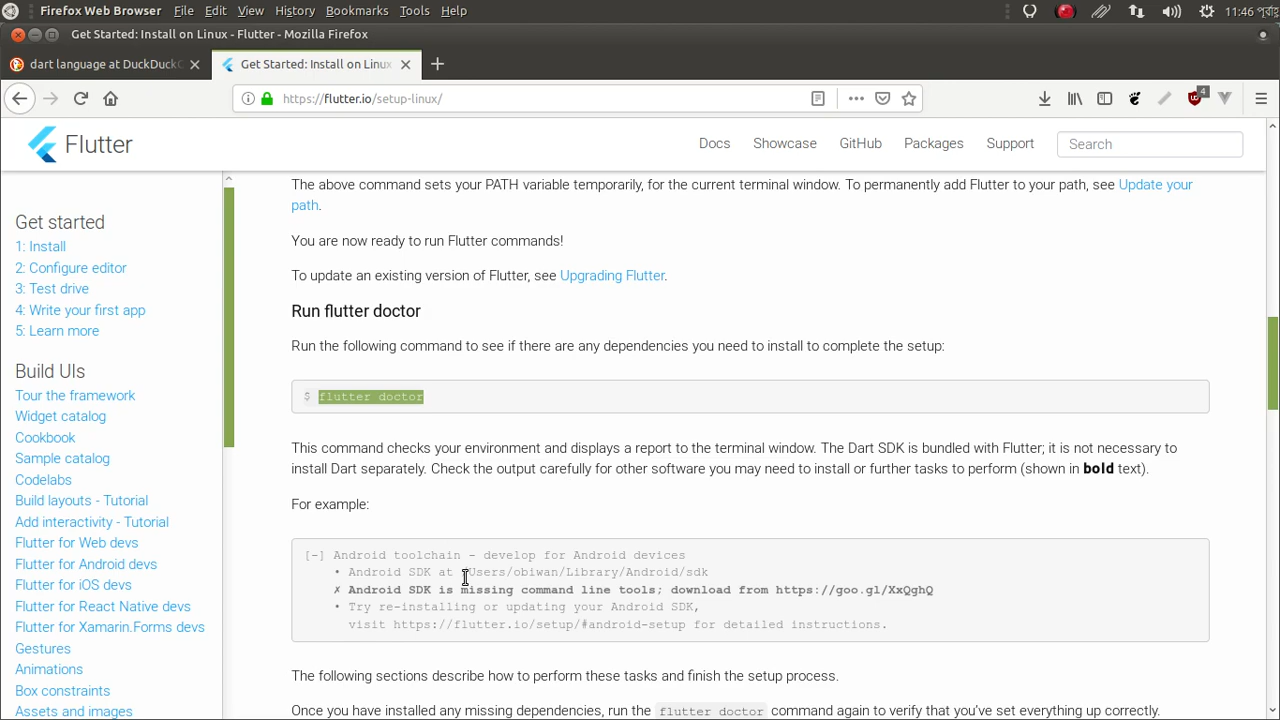 Firefox Web Browser File Edit View History Bookmarks Tools Help 11:46
Get Started: Install on Linux - Flutter - Mozilla Firefox
dart language at DuckDuck
Get Started: Install on Linux
https://flutter.io/setup-linux/
4
Flutter
Docs Showcase GitHub Packages Support Search
The above command sets your PATH variable temporarily, for the current terminal window. To permanently add Flutter to your path, see Update your
path.
You are now ready to run Flutter commands!
To update an existing version of Flutter, see Upgrading Flutter.
Run flutter doctor
Run the following command to see if there are any dependencies you need to install to complete the setup:
$ flutter doctor
This command checks your environment and displays a report to the terminal window. The Dart SDK is bundled with Flutter; it is not necessary to
install Dart separately. Check the output carefully for other software you may need to install or further tasks to perform (shown in bold text).
For example:
[-] Android toolchain - develop for Android devices
• Android SDK at /Users/obiwan/Library/Android/sdk
✗ Android SDK is missing command line tools; download from https://goo.gl/XxQghQ
• Try re-installing or updating your Android SDK,
visit https://flutter.io/setup/#android-setup for detailed instructions.
The following sections describe how to perform these tasks and finish the setup process.
Once you have installed any missing dependencies, run the flutter doctor command again to verify that you've set everything up correctly.
Get started
1: Install
2: Configure editor
3: Test drive
4: Write your first app
5: Learn more
Build UIs
Tour the framework
Widget catalog
Cookbook
Sample catalog
Codelabs
Build layouts - Tutorial
Add interactivity - Tutorial
Flutter for Web devs
Flutter for Android devs
Flutter for iOS devs
Flutter for React Native devs
Flutter for Xamarin.Forms devs
Gestures
Animations
Box constraints
Assets and images